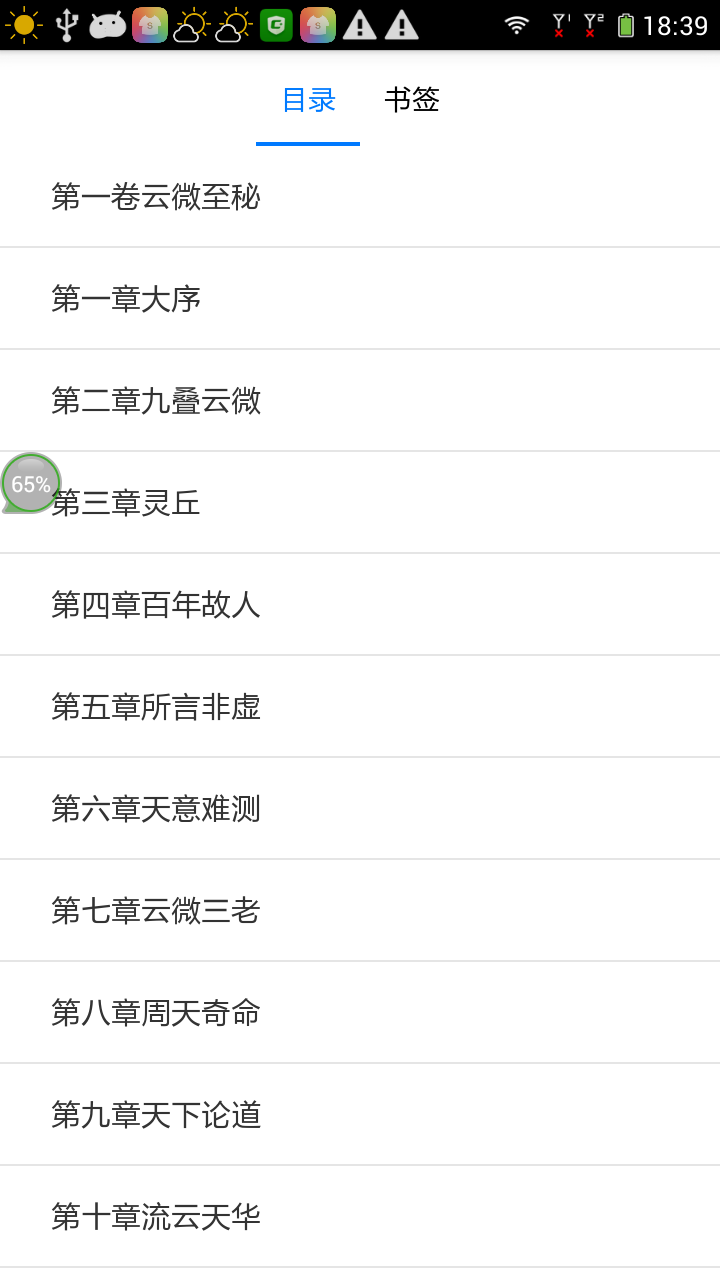 18:39
目录 书签
第一卷云微至秘
第一章大序
第二章九叠云微
65%
第三章灵丘
第四章百年故人
第五章所言非虚
第六章天意难测
第七章云微三老
第八章周天奇命
第九章天下论道
第十章流云天华